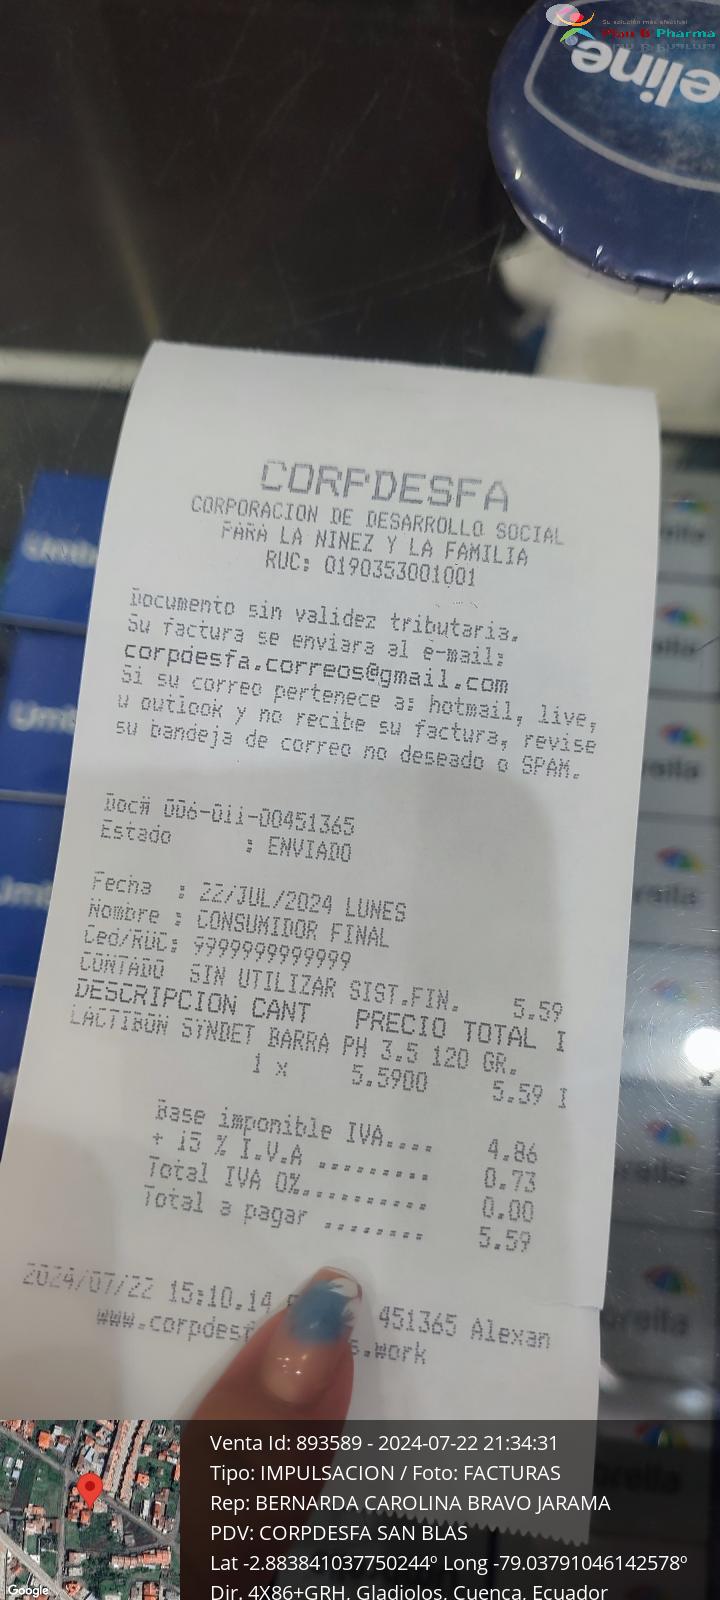 Su solución más efectiva!
Plau & Pharma
eline
CORPDESFA
CORPORACION DE DESARROLLO SOCIAL
PARA LA NINEZ Y LA FAMILIA
RUC: 0190353001001
Documento sin validez tributaria.
Su factura se enviara al e-mail:
corpdesfa.correos@gmail.com
Si su correo pertenece a: hotmail, live,
u outlook y no recibe su factura, revise
su bandeja de correo no deseado o SPAM.
Doc# 006-011-00451365
Estado : ENVIADO
Fecha : 22/JUL/2024 LUNES
Nombre : CONSUMIDOR FINAL
Ced/RUC: 9999999999999
CONTADO SIN UTILIZAR SIST.FIN. 5.59
DESCRIPCION CANT PRECIO TOTAL I
LACTIBON SYNDET BARRA PH 3.5 120 GR.
1 x 5.5900 5.59 I
Base imponible IVA.... 4.86
+ 15 % I.V.A ......... 0.73
Total IVA 0%.......... 0.00
Total a pagar ........ 5.59
2024/07/22 15:10.14 451365 Alexan
www.corpdesf s.work
Venta Id: 893589 - 2024-07-22 21:34:31
Tipo: IMPULSACION / Foto: FACTURAS
Rep: BERNARDA CAROLINA BRAVO JARAMA
PDV: CORPDESFA SAN BLAS
Lat -2.883841037750244º Long -79.03791046142578º
Dir. 4X86+GRH, Gladiolos, Cuenca, Ecuador
Google